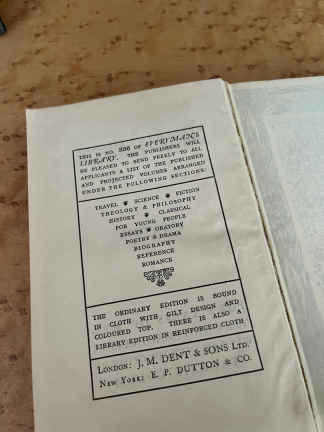 THIS IS NO. 836 OF EVERYMAN'S
LIBRARY. THE PUBLISHERS WILL
BE PLEASED TO SEND FREELY TO ALL
APPLICANTS A LIST OF THE PUBLISHED
AND PROJECTED VOLUMES ARRANGED
UNDER THE FOLLOWING SECTIONS:
TRAVEL SCIENCE FICTION
THEOLOGY & PHILOSOPHY
HISTORY CLASSICAL
FOR YOUNG PEOPLE
ESSAYS ORATORY
POETRY & DRAMA
BIOGRAPHY
REFERENCE
ROMANCE
THE ORDINARY EDITION IS BOUND
IN CLOTH WITH GILT DESIGN AND
COLOURED TOP. THERE IS ALSO A
LIBRARY EDITION IN REINFORCED CLOTH
LONDON: J. M. DENT & SONS LTD.
NEW YORK: E. P. DUTTON & CO.